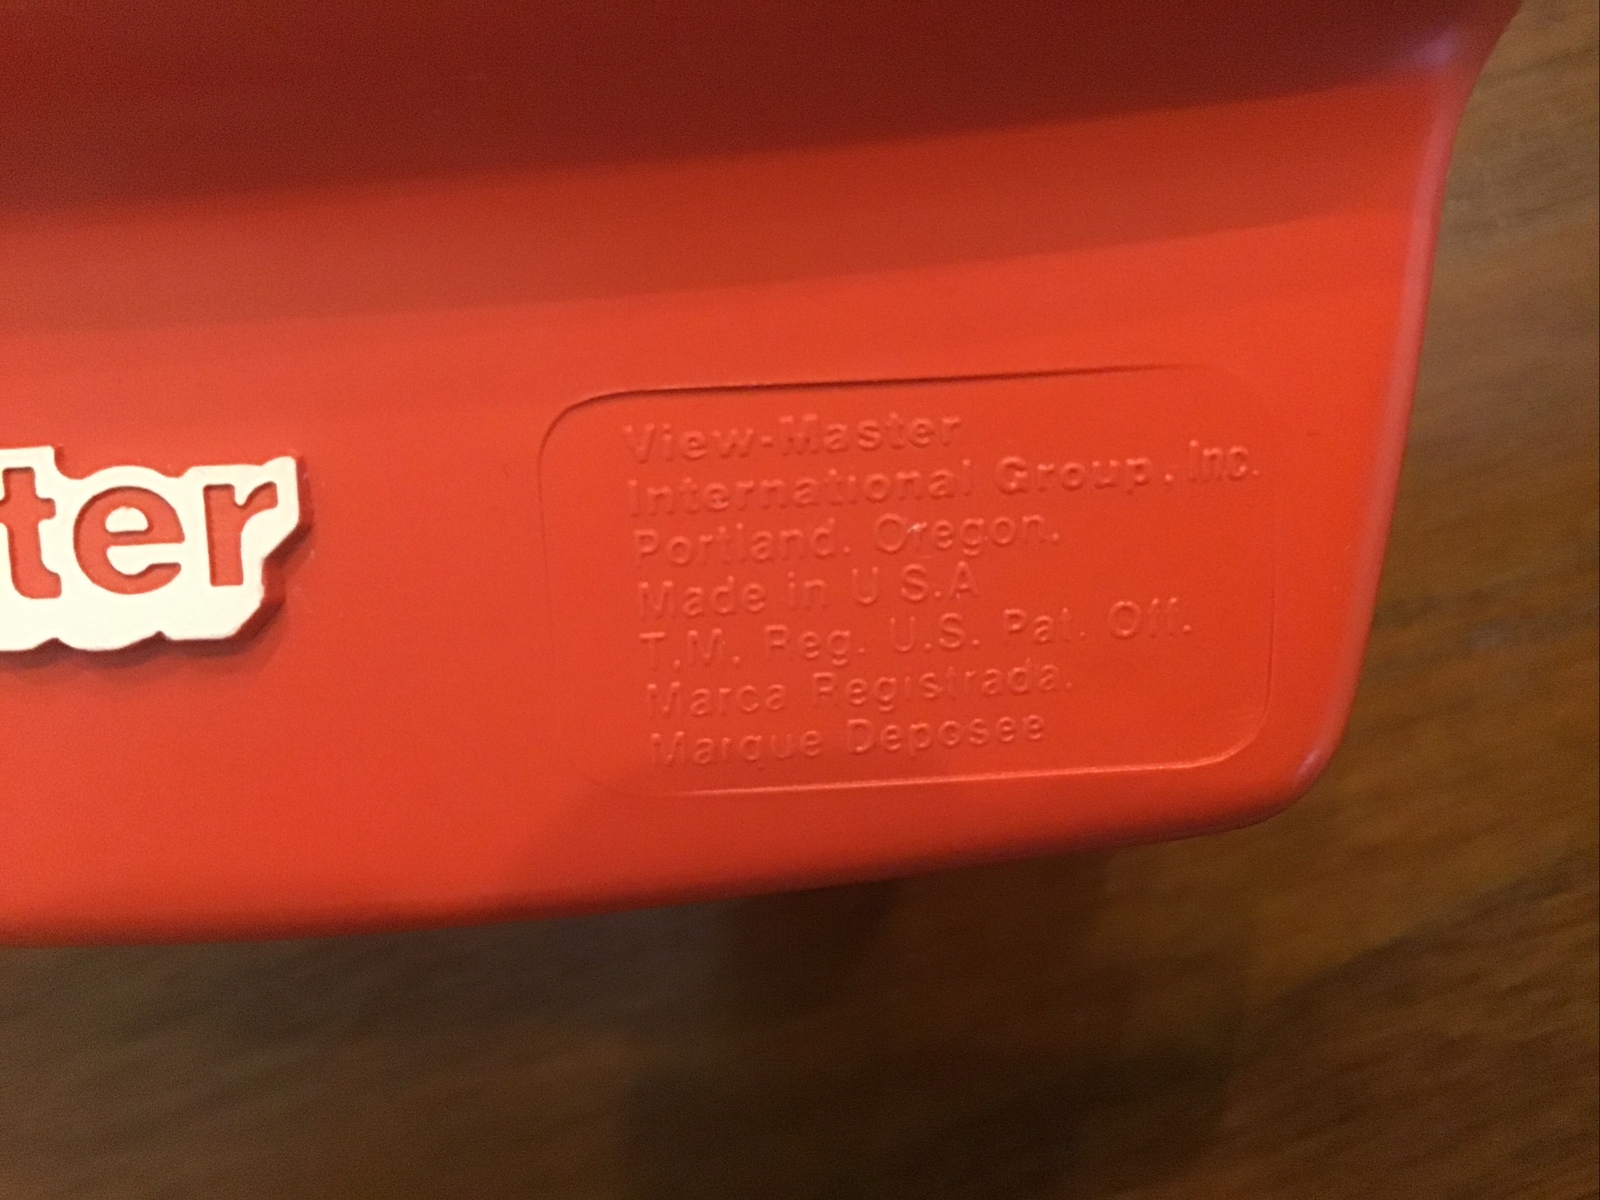 ter
View-Master
International Group, Inc.
Portland, Oregon.
Made in U.S.A
T.M. Reg. U.S. Pat. Off.
Marca Registrada.
Marque Deposee